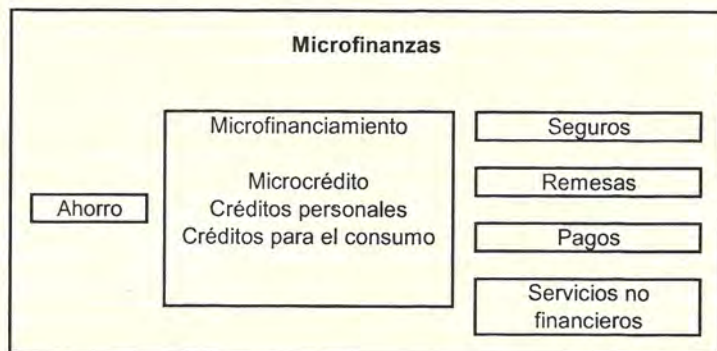 Microfinanzas
Ahorro
Microfinanciamiento
Microcrédito
Créditos personales
Créditos para el consumo
Seguros
Remesas
Pagos
Servicios no
financieros